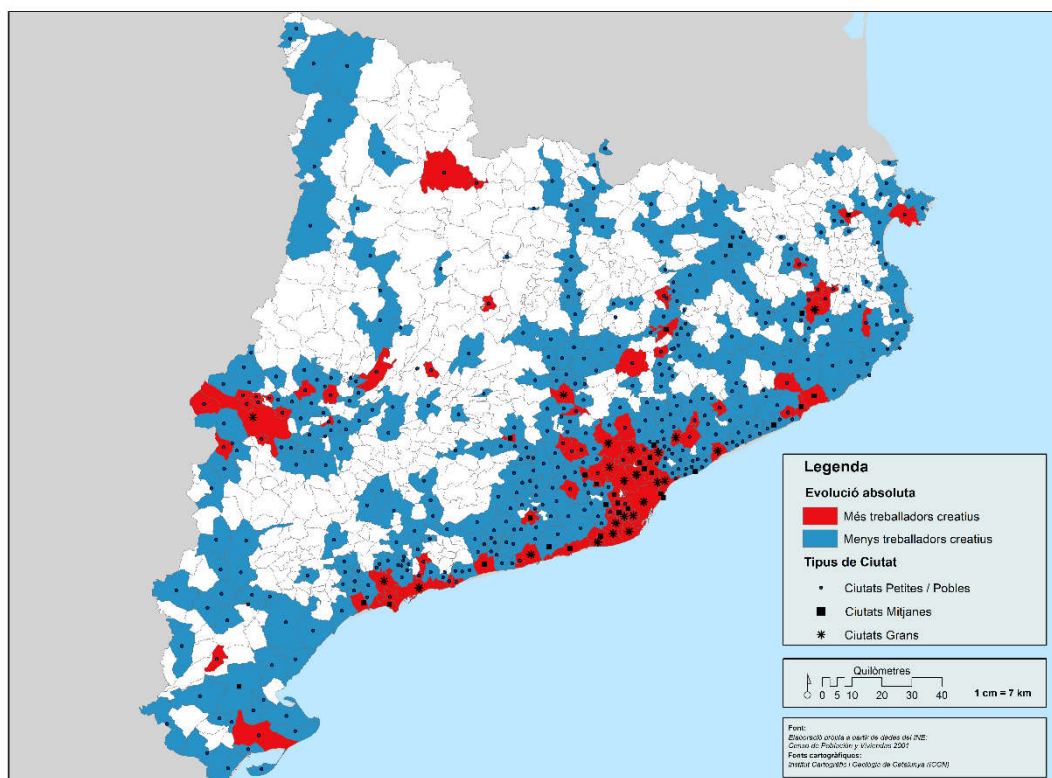 Legenda
Evolució absoluta
Més treballadors creatius
Menys treballadors creatius
Tipus de Ciutat
Ciutats Petites / Pobles
Ciutats Mitjanes
Ciutats Grans
Quilòmetres
0 5 10 20 30 40
1 cm = 7 km
Font:
Elaboració pròpia a partir de dades del INE:
Censo de Población y Viviendas 2001
Fonts cartogràfiques:
Institut Cartogràfic i Geològic de Catalunya (ICGN)